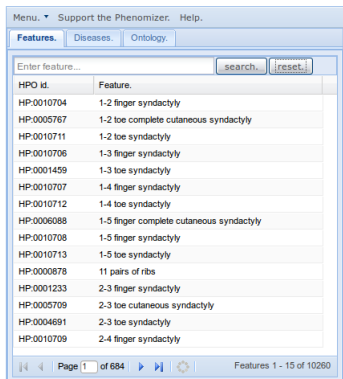 Menu. Support the Phenomizer. Help.
Features. Diseases. Ontology.
Enter feature... search. reset.
HPO id. Feature.
HP:0010704 1-2 finger syndactyly
HP:0005767 1-2 toe complete cutaneous syndactyly
HP:0010711 1-2 toe syndactyly
HP:0010706 1-3 finger syndactyly
HP:0001459 1-3 toe syndactyly
HP:0010707 1-4 finger syndactyly
HP:0010712 1-4 toe syndactyly
HP:0006088 1-5 finger complete cutaneous syndactyly
HP:0010708 1-5 finger syndactyly
HP:0010713 1-5 toe syndactyly
HP:0000878 11 pairs of ribs
HP:0001233 2-3 finger syndactyly
HP:0005709 2-3 toe cutaneous syndactyly
HP:0004691 2-3 toe syndactyly
HP:0010709 2-4 finger syndactyly
Page 1 of 684 Features 1 - 15 of 10260